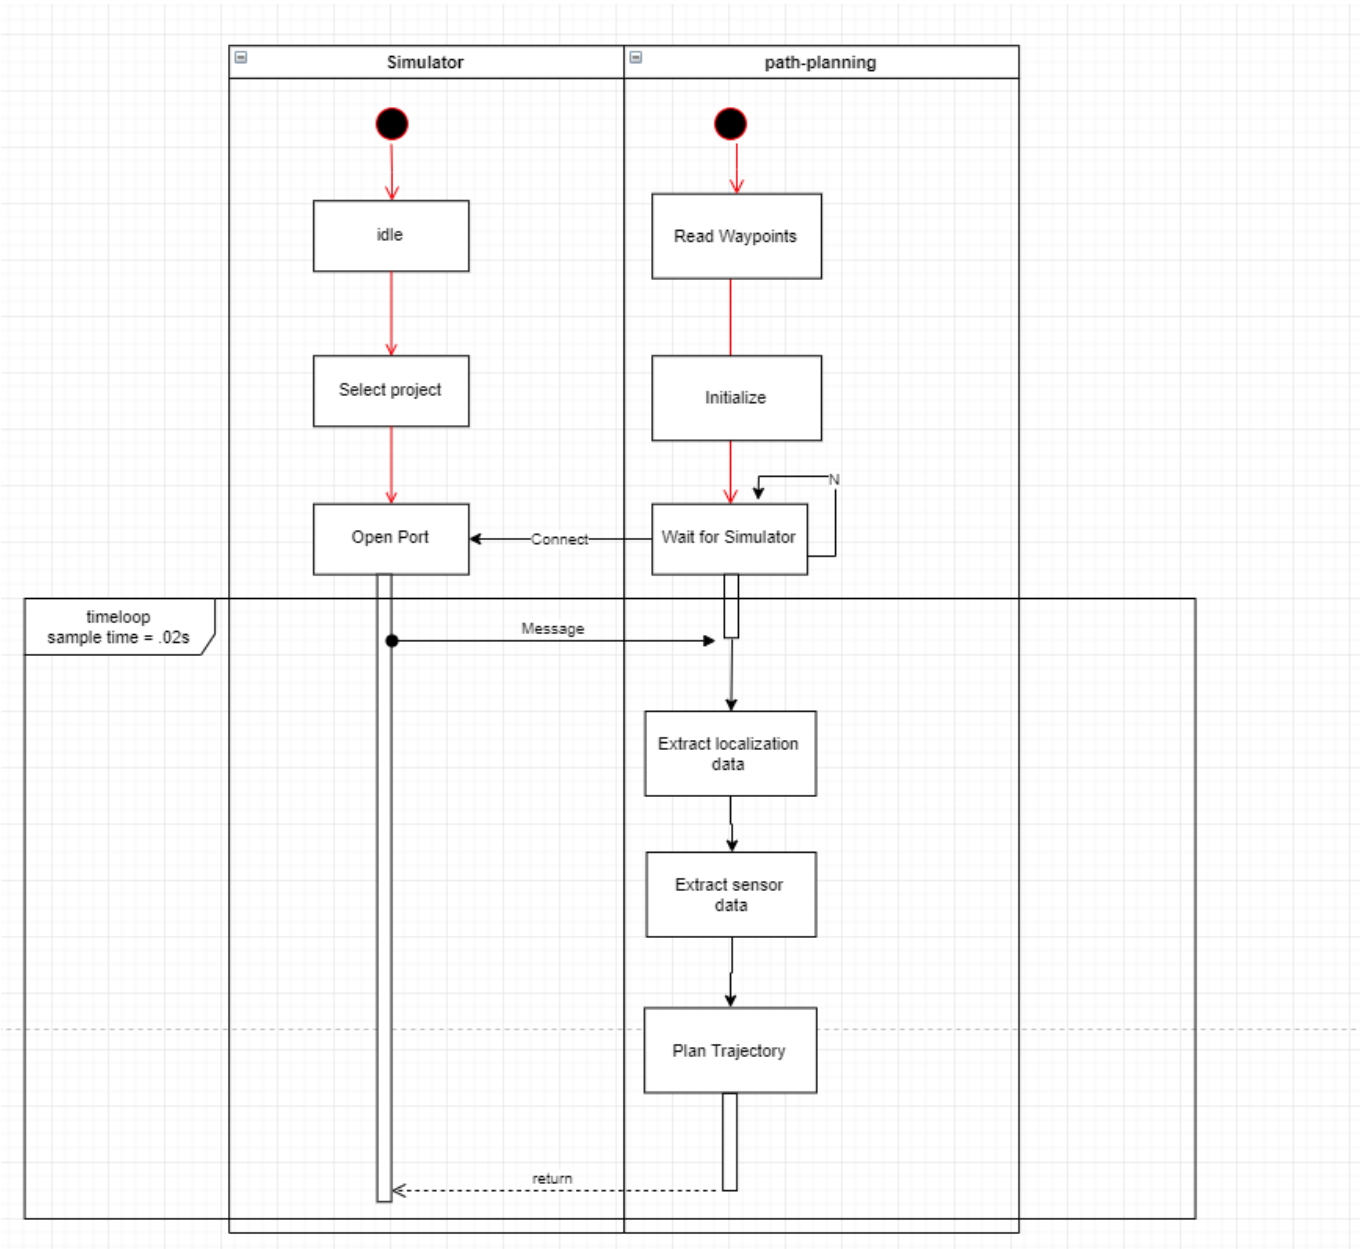 Simulator
path-planning
idle
Read Waypoints
Select project
Initialize
N
Open Port
Connect
Wait for Simulator
timeloop
sample time = .02s
Message
Extract localization
data
Extract sensor
data
Plan Trajectory
return